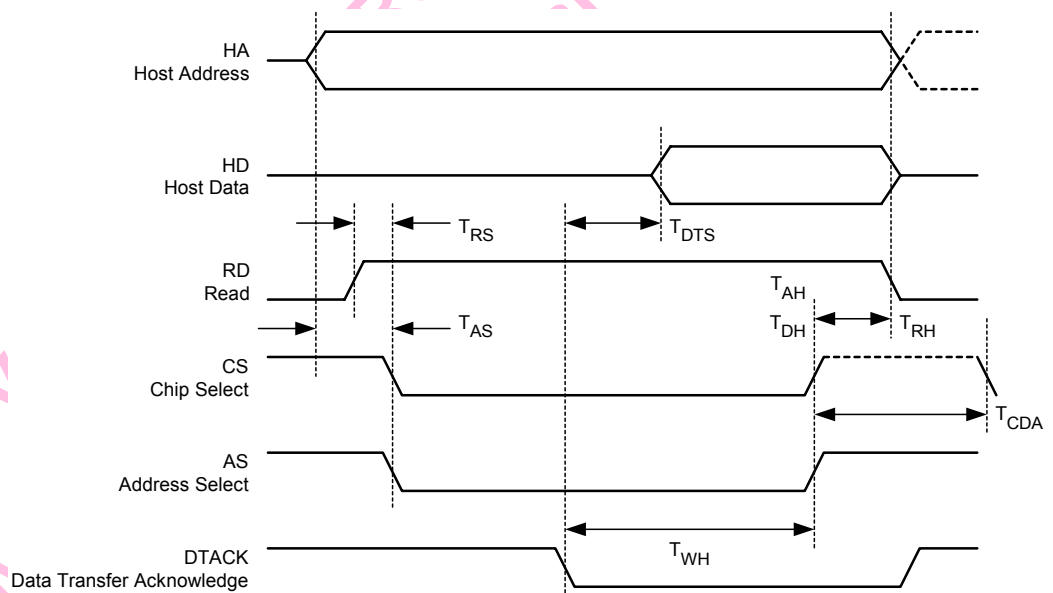 HA
Host Address
HD
Host Data
T_RS
T_DTS
RD
Read
T_AH
T_AS
T_DH
T_RH
CS
Chip Select
T_CDA
AS
Address Select
T_WH
DTACK
Data Transfer Acknowledge